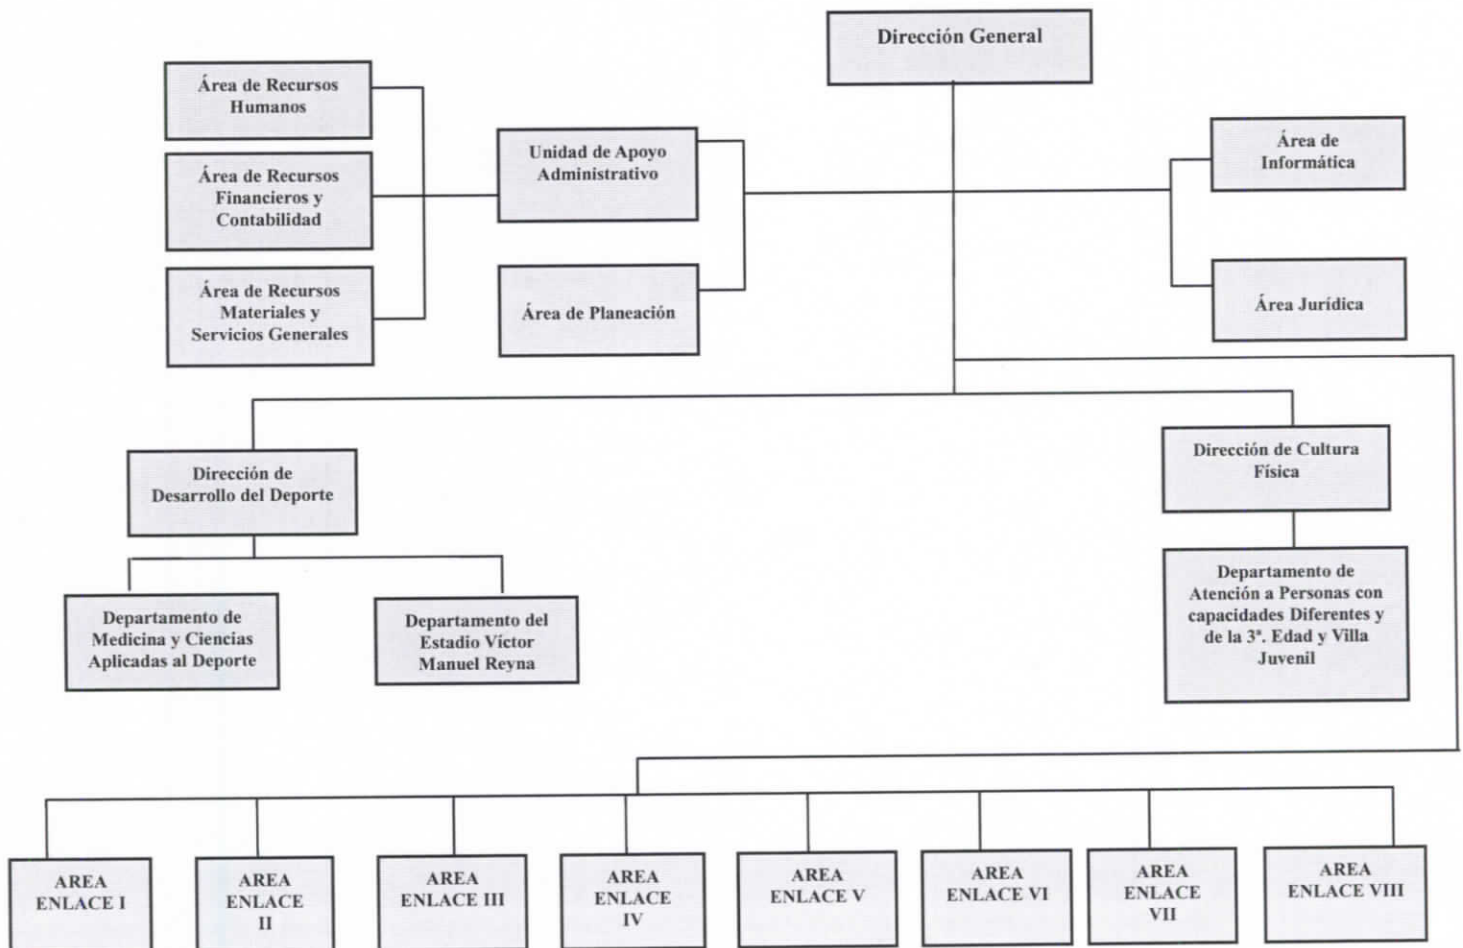 Dirección General
Área de Recursos
Humanos
Área de Recursos
Financieros y
Contabilidad
Área de Recursos
Materiales y
Servicios Generales
Unidad de Apoyo
Administrativo
Área de Planeación
Área de
Informática
Área Jurídica
Dirección de
Desarrollo del Deporte
Dirección de Cultura
Física
Departamento de
Medicina y Ciencias
Aplicadas al Deporte
Departamento del
Estadio Víctor
Manuel Reyna
Departamento de
Atención a Personas con
capacidades Diferentes y
de la 3ª. Edad y Villa
Juvenil
AREA
ENLACE I
AREA
ENLACE
II
AREA
ENLACE III
AREA
ENLACE
IV
AREA
ENLACE V
AREA
ENLACE VI
AREA
ENLACE
VII
AREA
ENLACE VIII